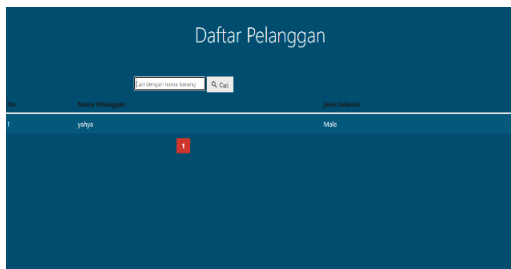 Daftar Pelanggan
Cari dengan nama barang Cari
No Nama Pelanggan Jenis kelamin
1 yahya Male
1